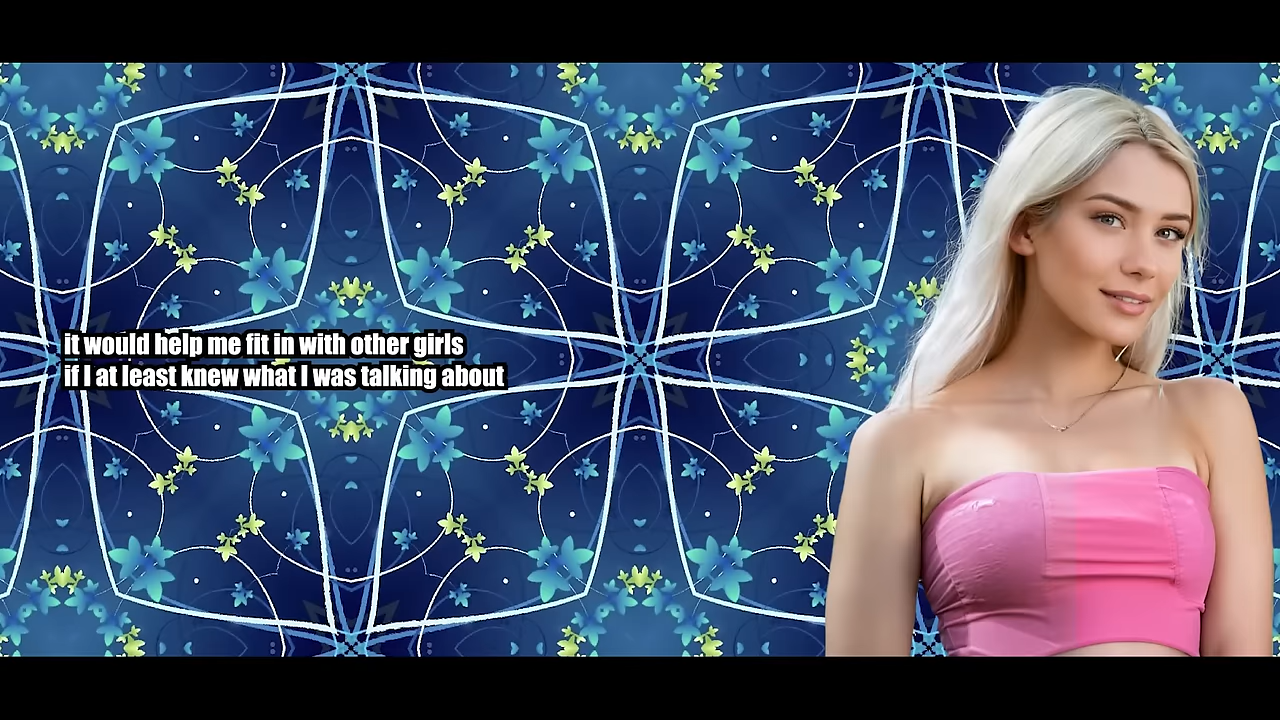 it would help me fit in with other girls
if I at least knew what I was talking about